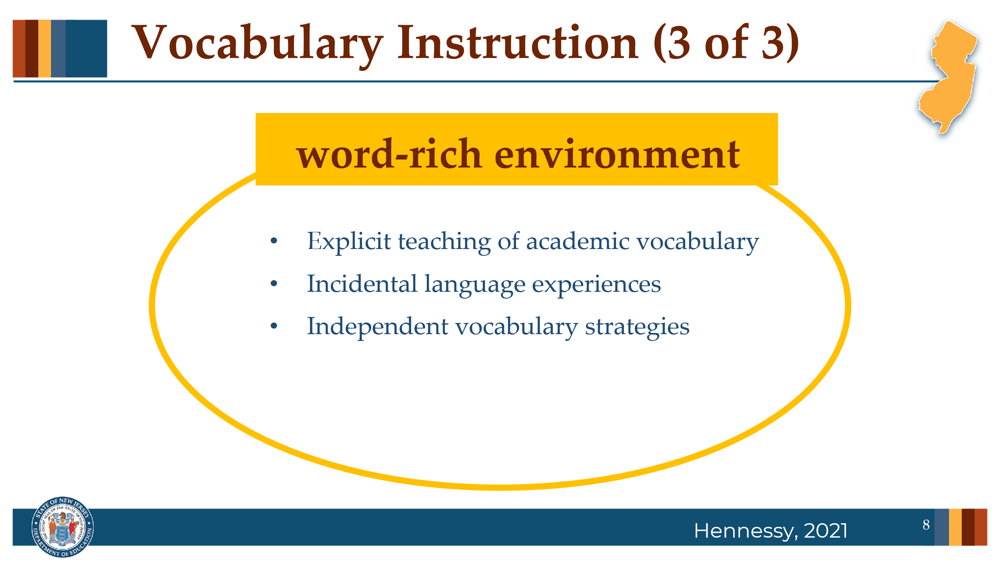 Vocabulary Instruction (3 of 3)
word-rich environment
• Explicit teaching of academic vocabulary
• Incidental language experiences
• Independent vocabulary strategies
STATE OF NEW JERSEY
THE GREAT SEAL OF THE STATE OF NEW JERSEY
DEPARTMENT OF EDUCATION
Hennessy, 2021
8